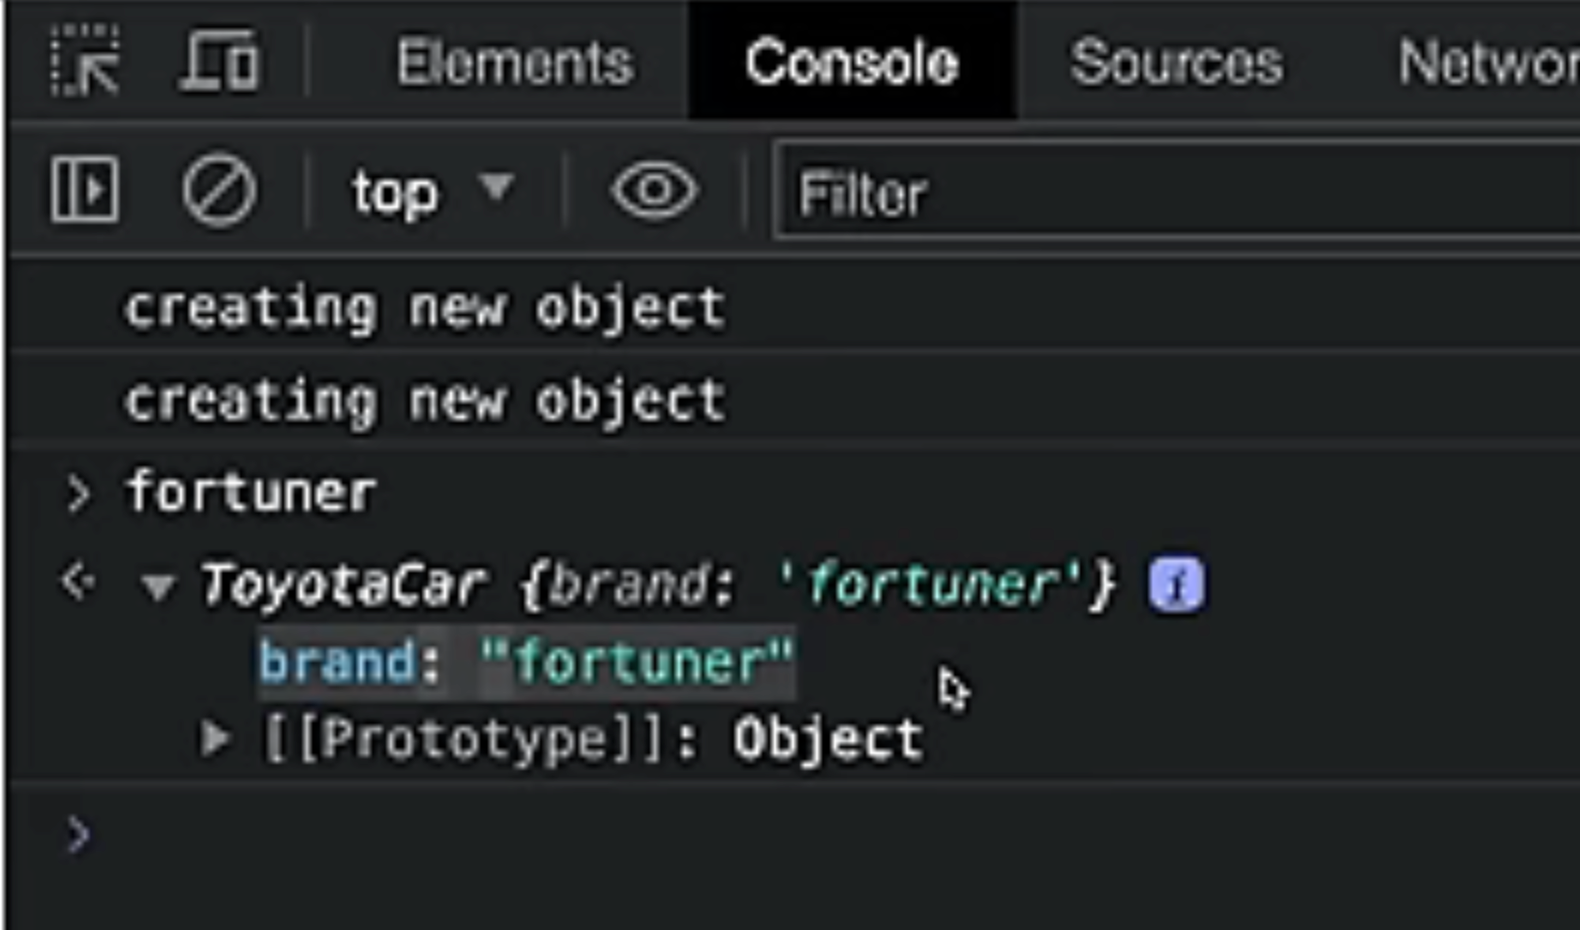 Elements Console Sources Networ
top Filter
creating new object
creating new object
> fortuner
ToyotaCar {brand: 'fortuner'} i
brand: "fortuner"
[[Prototype]]: Object
>